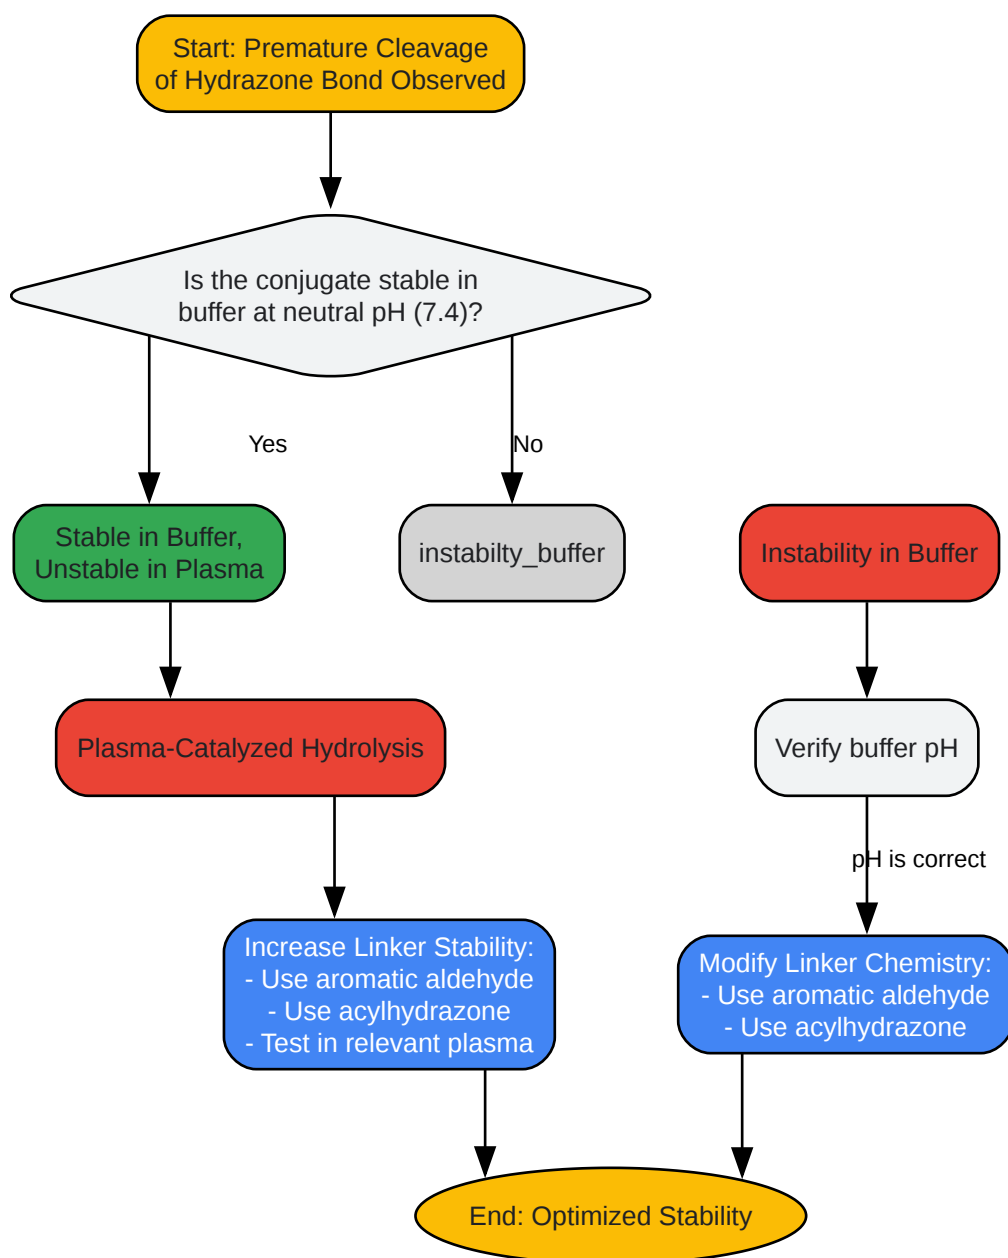 Start: Premature Cleavage
of Hydrazone Bond Observed
Is the conjugate stable in
buffer at neutral pH (7.4)?
Yes
No
Stable in Buffer,
Unstable in Plasma
instabilty_buffer
Instability in Buffer
Plasma-Catalyzed Hydrolysis
Verify buffer pH
pH is correct
Increase Linker Stability:
- Use aromatic aldehyde
- Use acylhydrazone
- Test in relevant plasma
Modify Linker Chemistry:
- Use aromatic aldehyde
- Use acylhydrazone
End: Optimized Stability